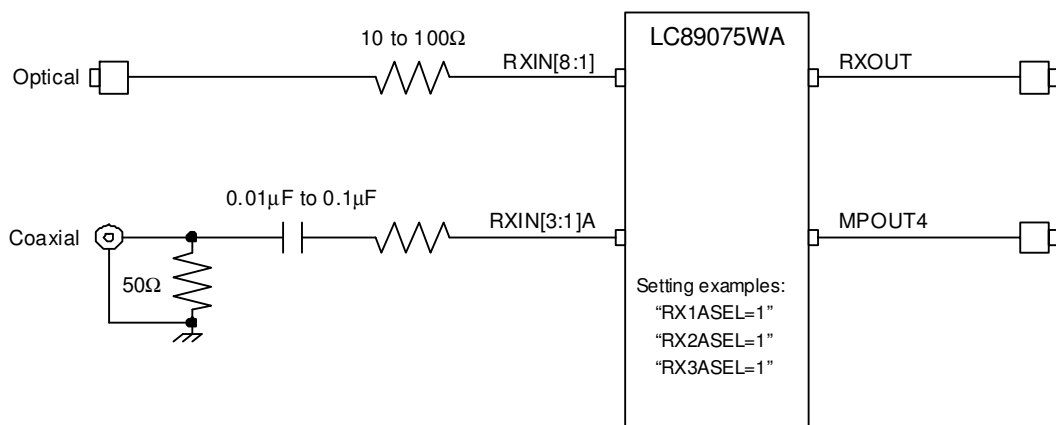 LC89075WA
10 to 100Ω
Optical
RXIN[8:1]
RXOUT
0.01μF to 0.1μF
Coaxial
RXIN[3:1]A
MPOUT4
50Ω
Setting examples:
“RX1ASEL=1”
“RX2ASEL=1”
“RX3ASEL=1”